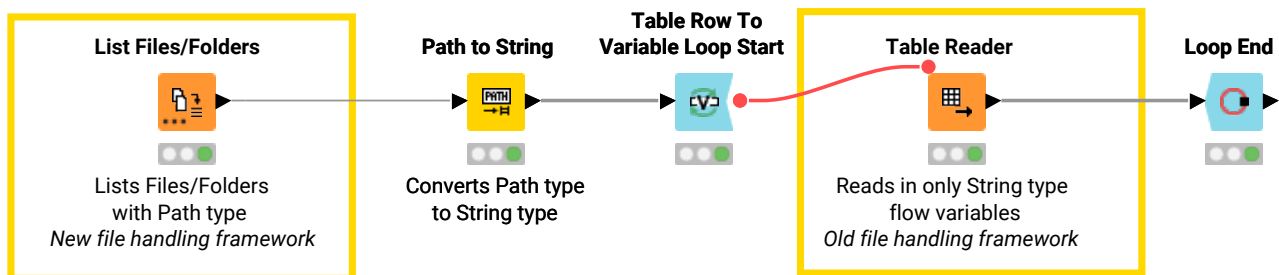 List Files/Folders
Lists Files/Folders
with Path type
New file handling framework
Path to String
PATH
Converts Path type
to String type
Table Row To
Variable Loop Start
V
Table Reader
Reads in only String type
flow variables
Old file handling framework
Loop End